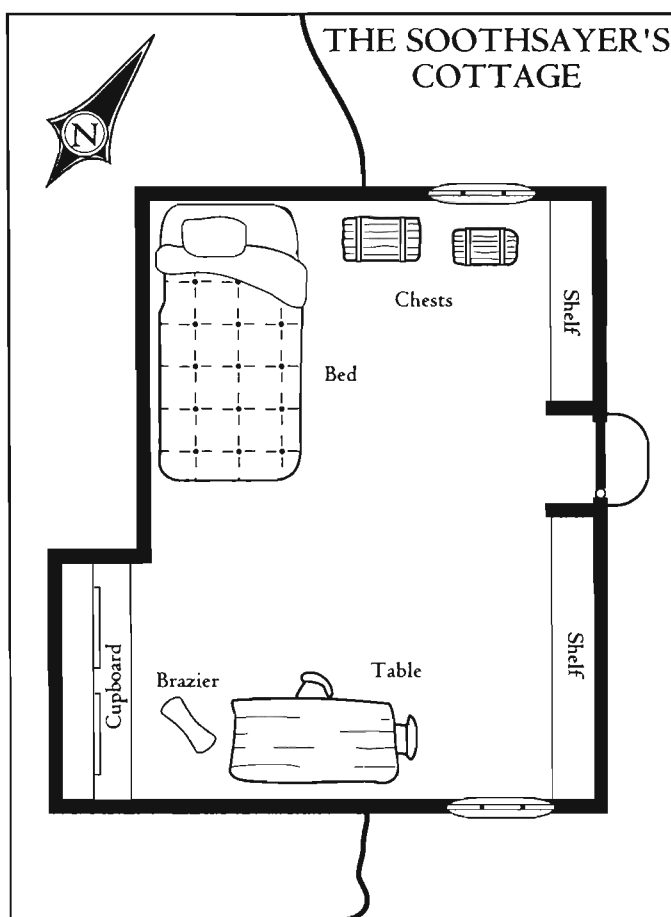 THE SOOTHSAYER'S
COTTAGE
N
Chests
Shelf
Bed
Shelf
Table
Brazier
Cupboard